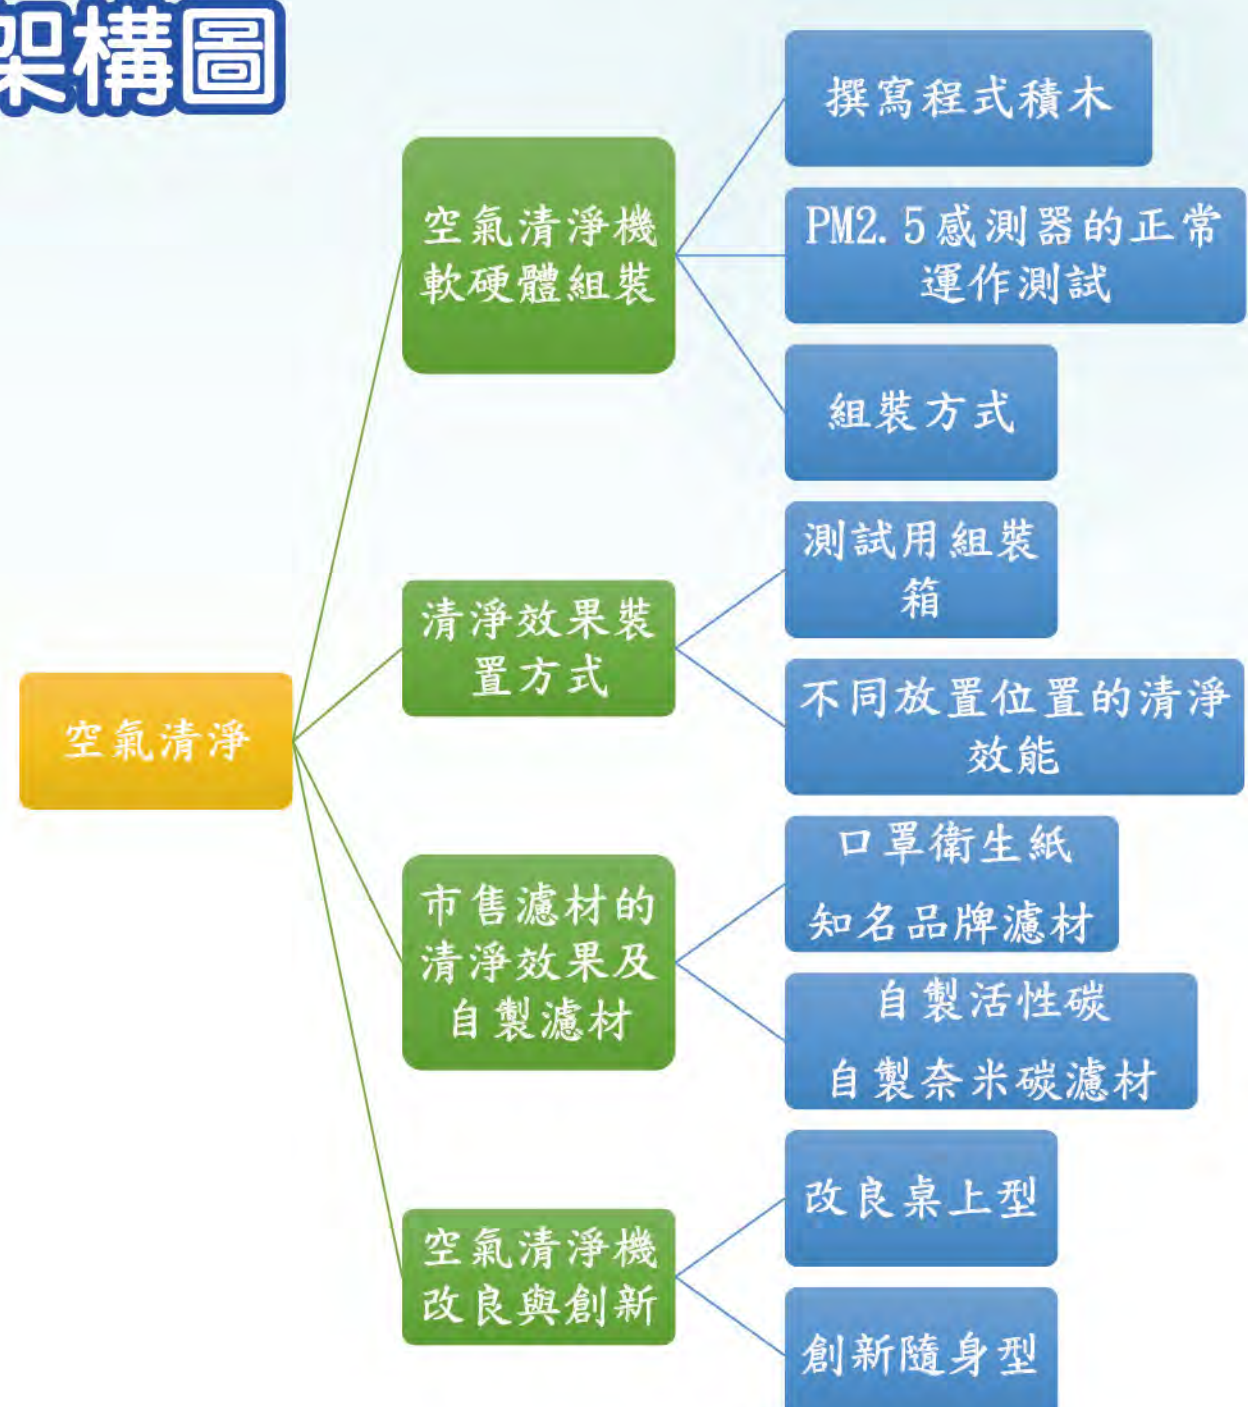 架構圖
撰寫程式積木
空氣清淨機
軟硬體組裝
PM2.5感測器的正常
運作測試
組裝方式
測試用組裝
箱
清淨效果裝
置方式
不同放置位置的清淨
效能
空氣清淨
口罩衛生紙
知名品牌濾材
市售濾材的
清淨效果及
自製濾材
自製活性碳
自製奈米碳濾材
改良桌上型
空氣清淨機
改良與創新
創新隨身型